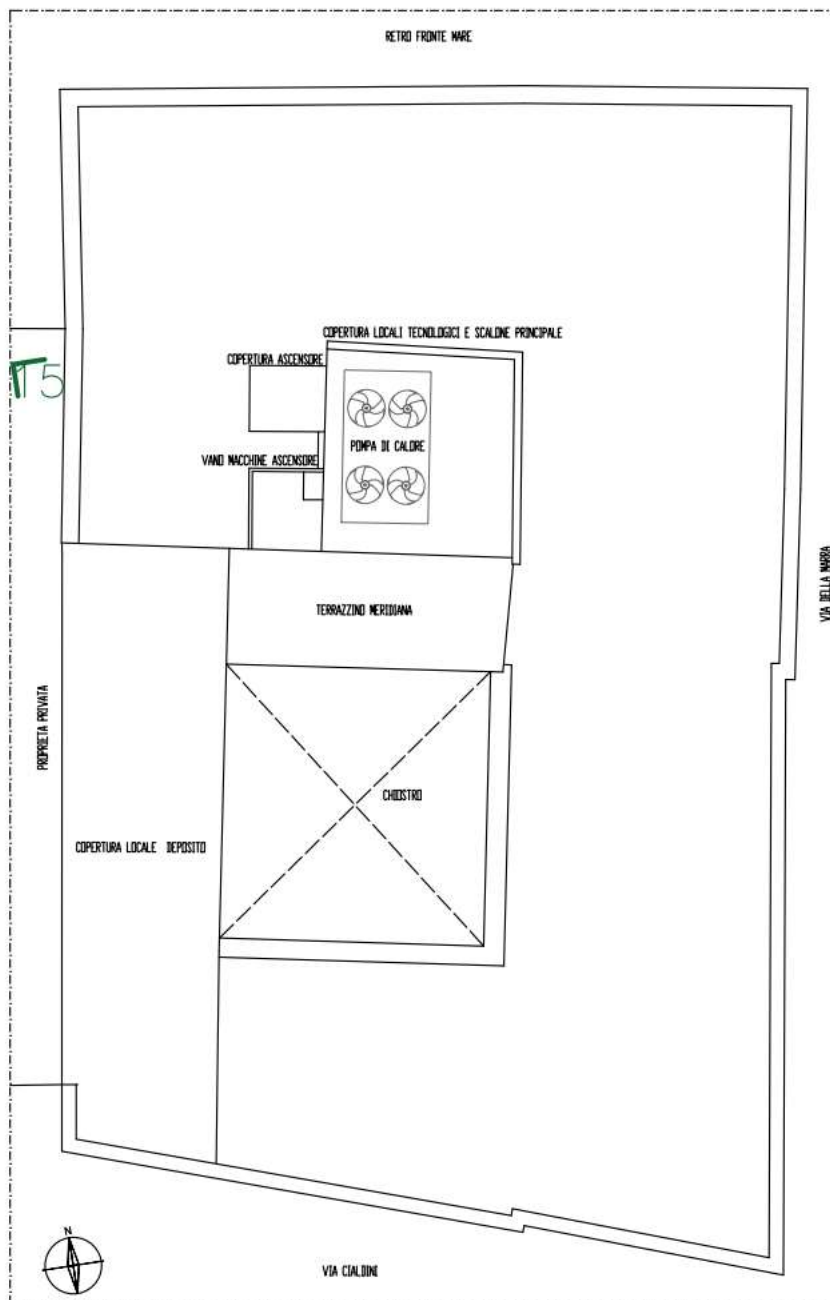 RETRO FRONTE MARE
COPERTURA LOCALI TECNOLOGICI E SCALONE PRINCIPALE
COPERTURA ASCENSORE
T5
POMPA DI CALORE
VANO MACCHINE ASCENSORE
VIA DELLA MARRA
TERRAZZINO MERIDIANA
PROPRIETA PRIVATA
CHIOSTRO
COPERTURA LOCALE DEPOSITO
N
VIA CIALDINI